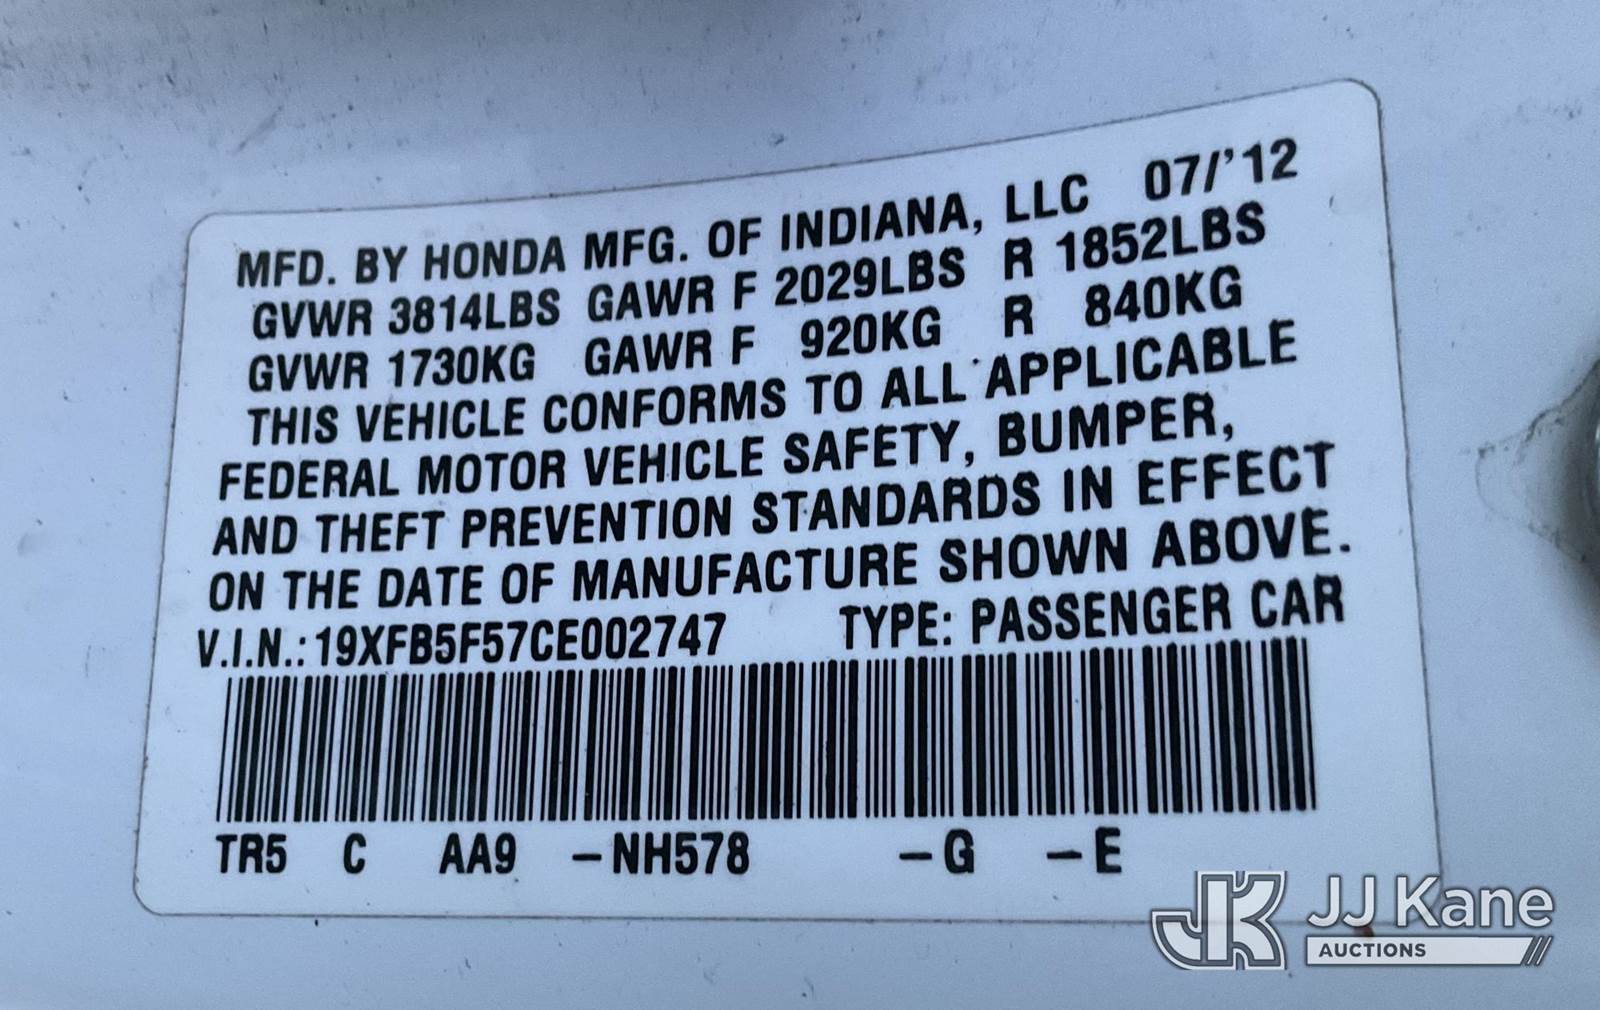 MFD. BY HONDA MFG. OF INDIANA, LLC 07/'12
GVWR 3814LBS GAWR F 2029LBS R 1852LBS
GVWR 1730KG GAWR F 920KG R 840KG
THIS VEHICLE CONFORMS TO ALL APPLICABLE
FEDERAL MOTOR VEHICLE SAFETY, BUMPER,
AND THEFT PREVENTION STANDARDS IN EFFECT
ON THE DATE OF MANUFACTURE SHOWN ABOVE.
V.I.N.: 19XFB5F57CE002747 TYPE: PASSENGER CAR
TR5 C AA9 -NH578 -G -E
JK JJ Kane
AUCTIONS